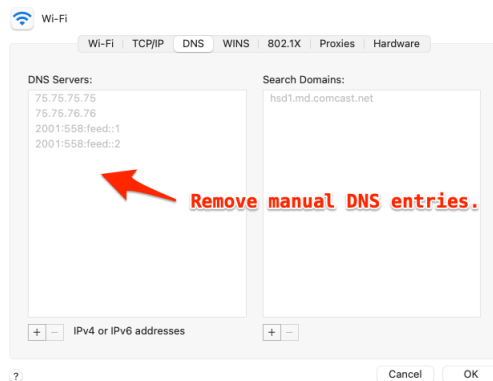 Wi-Fi
Wi-Fi TCP/IP DNS WINS 802.1X Proxies Hardware
DNS Servers:
75.75.75.75
75.75.76.76
2001:558:feed::1
2001:558:feed::2
Search Domains:
hsd1.md.comcast.net
Remove manual DNS entries.
+ − IPv4 or IPv6 addresses
+ −
? Cancel OK